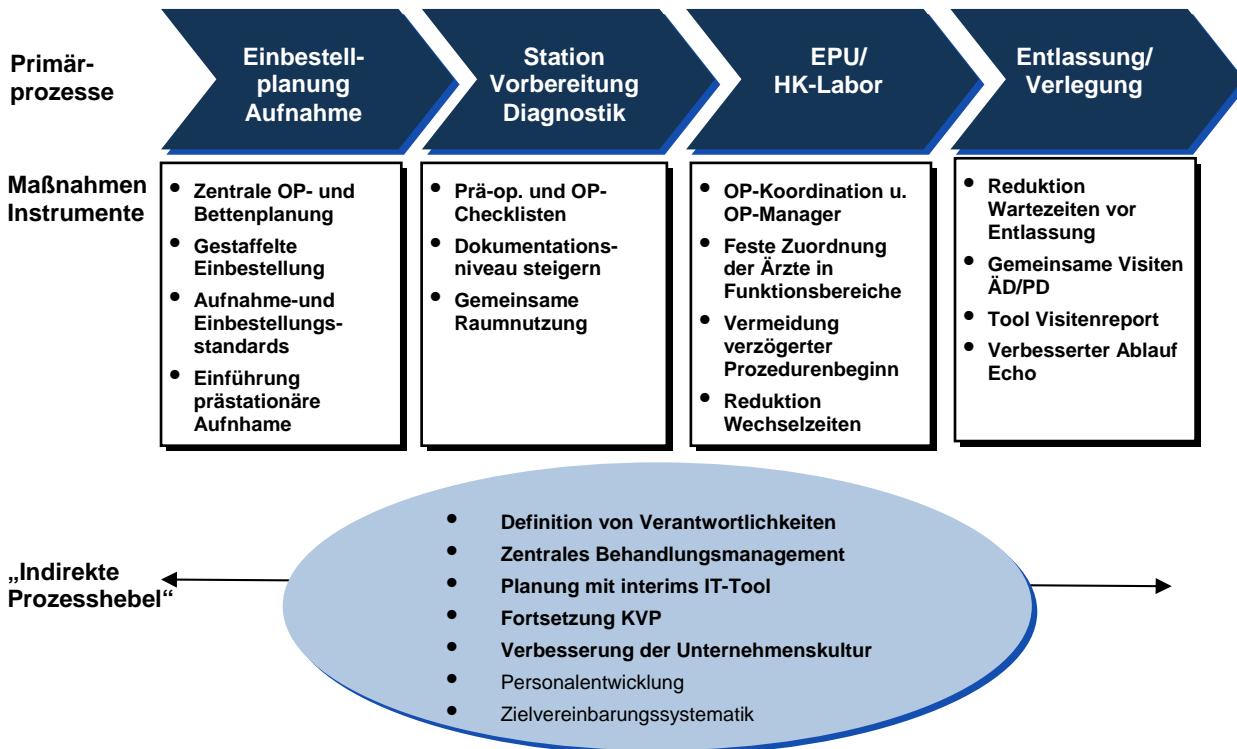 Primär-
prozesse
Einbestell-
planung
Aufnahme
Station
Vorbereitung
Diagnostik
EPU/
HK-Labor
Entlassung/
Verlegung
Maßnahmen
Instrumente
• Zentrale OP- und
Bettenplanung
• Gestaffelte
Einbestellung
• Aufnahme-und
Einbestellungs-
standards
• Einführung
prästationäre
Aufnhame
• Prä-op. und OP-
Checklisten
• Dokumentations-
niveau steigern
• Gemeinsame
Raumnutzung
• OP-Koordination u.
OP-Manager
• Feste Zuordnung
der Ärzte in
Funktionsbereiche
• Vermeidung
verzögerter
Prozedurenbeginn
• Reduktion
Wechselzeiten
• Reduktion
Wartezeiten vor
Entlassung
• Gemeinsame Visiten
ÄD/PD
• Tool Visitenreport
• Verbesserter Ablauf
Echo
„Indirekte
Prozesshebel“
• Definition von Verantwortlichkeiten
• Zentrales Behandlungsmanagement
• Planung mit interims IT-Tool
• Fortsetzung KVP
• Verbesserung der Unternehmenskultur
• Personalentwicklung
• Zielvereinbarungssystematik